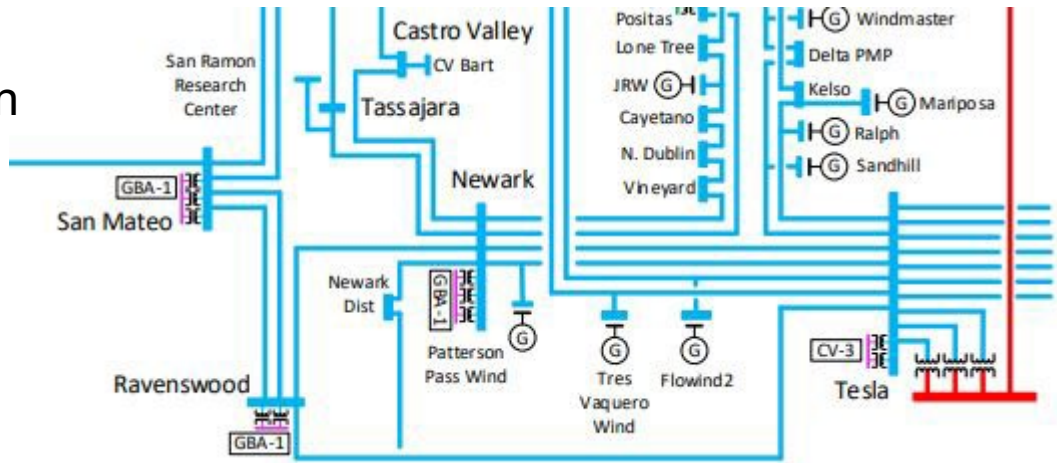 Castro Valley
CV Bart
San Ramon
Research
Center
Tassajara
n
GBA-1
San Mateo
Newark
Positas
Lone Tree
JRW G
Cayetano
N. Dublin
Vineyard
G Windmaster
Delta PMP
Kelso
G Mariposa
G Ralph
G Sandhill
Newark
Dist
GBA-1
G
Patterson
Pass Wind
G
Tres
Vaquero
Wind
G
Flowind2
CV-3
Tesla
Ravenswood
GBA-1